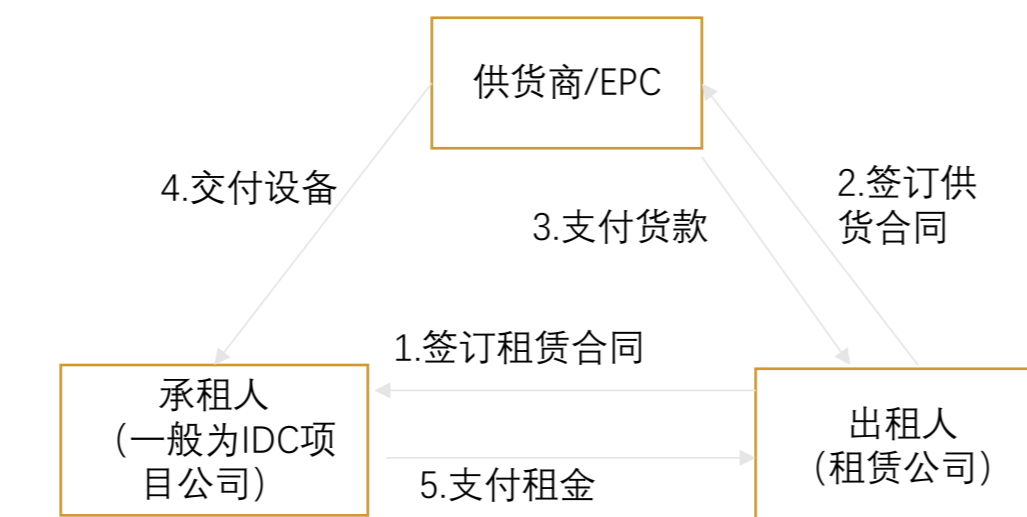 供货商/EPC
4.交付设备
2.签订供
货合同
3.支付货款
1.签订租赁合同
承租人
（一般为IDC项
目公司）
出租人
（租赁公司）
5.支付租金